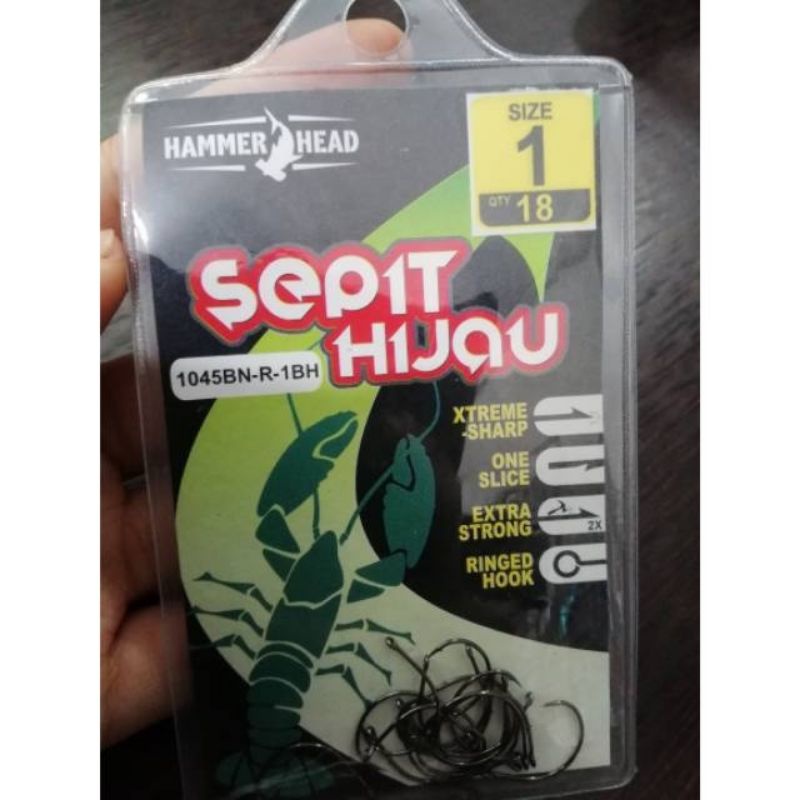 HAMMER HEAD
SIZE
1
QTY 18
SEPIT
HIJAU
1045BN-R-1BH
XTREME
-SHARP
ONE
SLICE
EXTRA
STRONG
2X
RINGED
HOOK